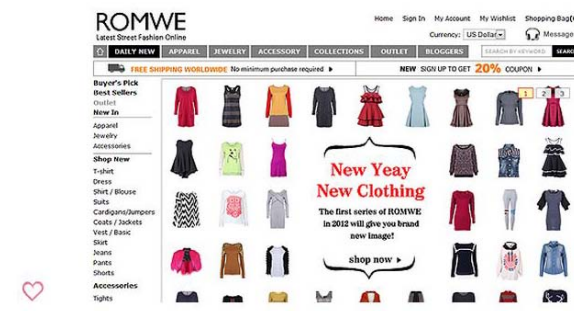 ROMWE
Latest Street Fashion Online
Home Sign In My Account My Wishlist Shopping Bag(
Currency: US Dollar
Message
DAILY NEW APPAREL JEWELRY ACCESSORY COLLECTIONS OUTLET BLOGGERS SEARCH BY KEYWORD SEARC
FREE SHIPPING WORLDWIDE No minimum purchase required
NEW SIGN UP TO GET 20% COUPON
Buyer's Pick
Best Sellers
Outlet
New In
Apparel
Jewelry
Accessories
Shop New
T-shirt
Dress
Shirt / Blouse
Suits
Cardigans/Jumpers
Coats / Jackets
Vest / Basic
Skirt
Jeans
Pants
Shorts
Accessories
Tights
1 2 3
New Yeay
New Clothing
The first series of ROMWE
in 2012 will give you brand
new image!
shop now